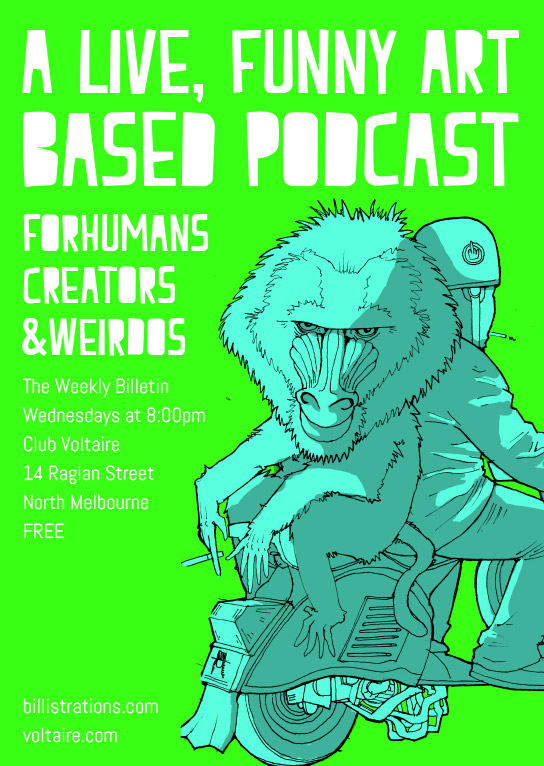 A LIVE, FUNNY ART
BASED PODCAST
FORHUMANS
CREATORS
&WEIRDOS
The Weekly Billetin
Wednesdays at 8:00pm
Club Voltaire
14 Raglan Street
North Melbourne
FREE
billistrations.com
voltaire.com